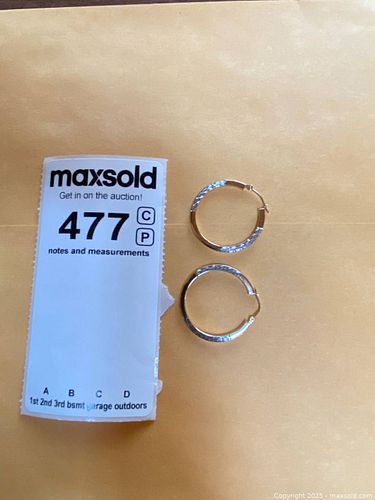 maxsold
Get in on the auction!
477 C
P
notes and measurements
A B C D
1st 2nd 3rd bsmt garage outdoors
Copyright 2025 - maxsold.com